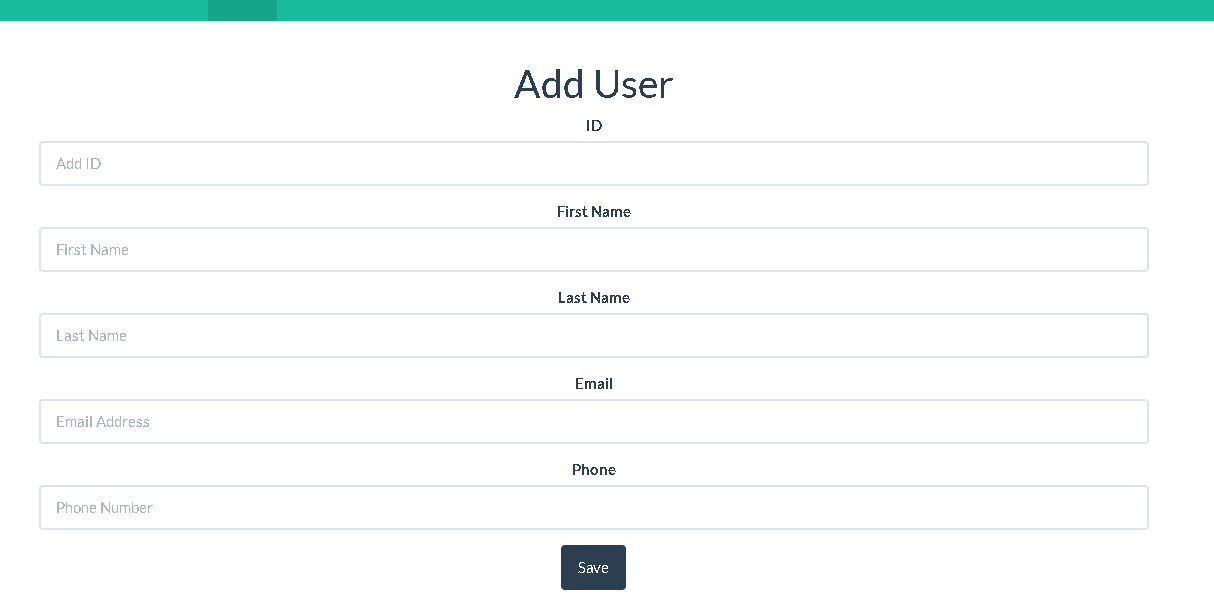 Add User
ID
Add ID
First Name
First Name
Last Name
Last Name
Email
Email Address
Phone
Phone Number
Save